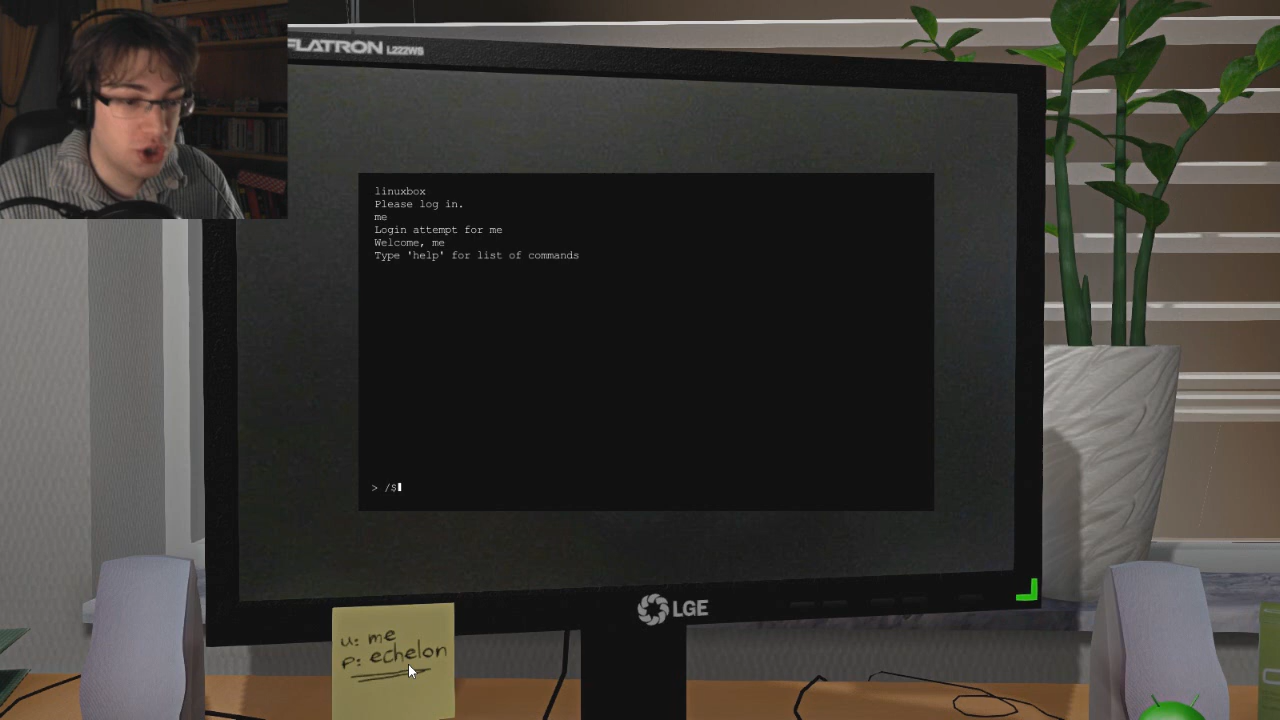 FLATRON L222WS
linuxbox
Please log in.
me
Login attempt for me
Welcome, me
Type 'help' for list of commands
> /$
LGE
u: me
p: echelon